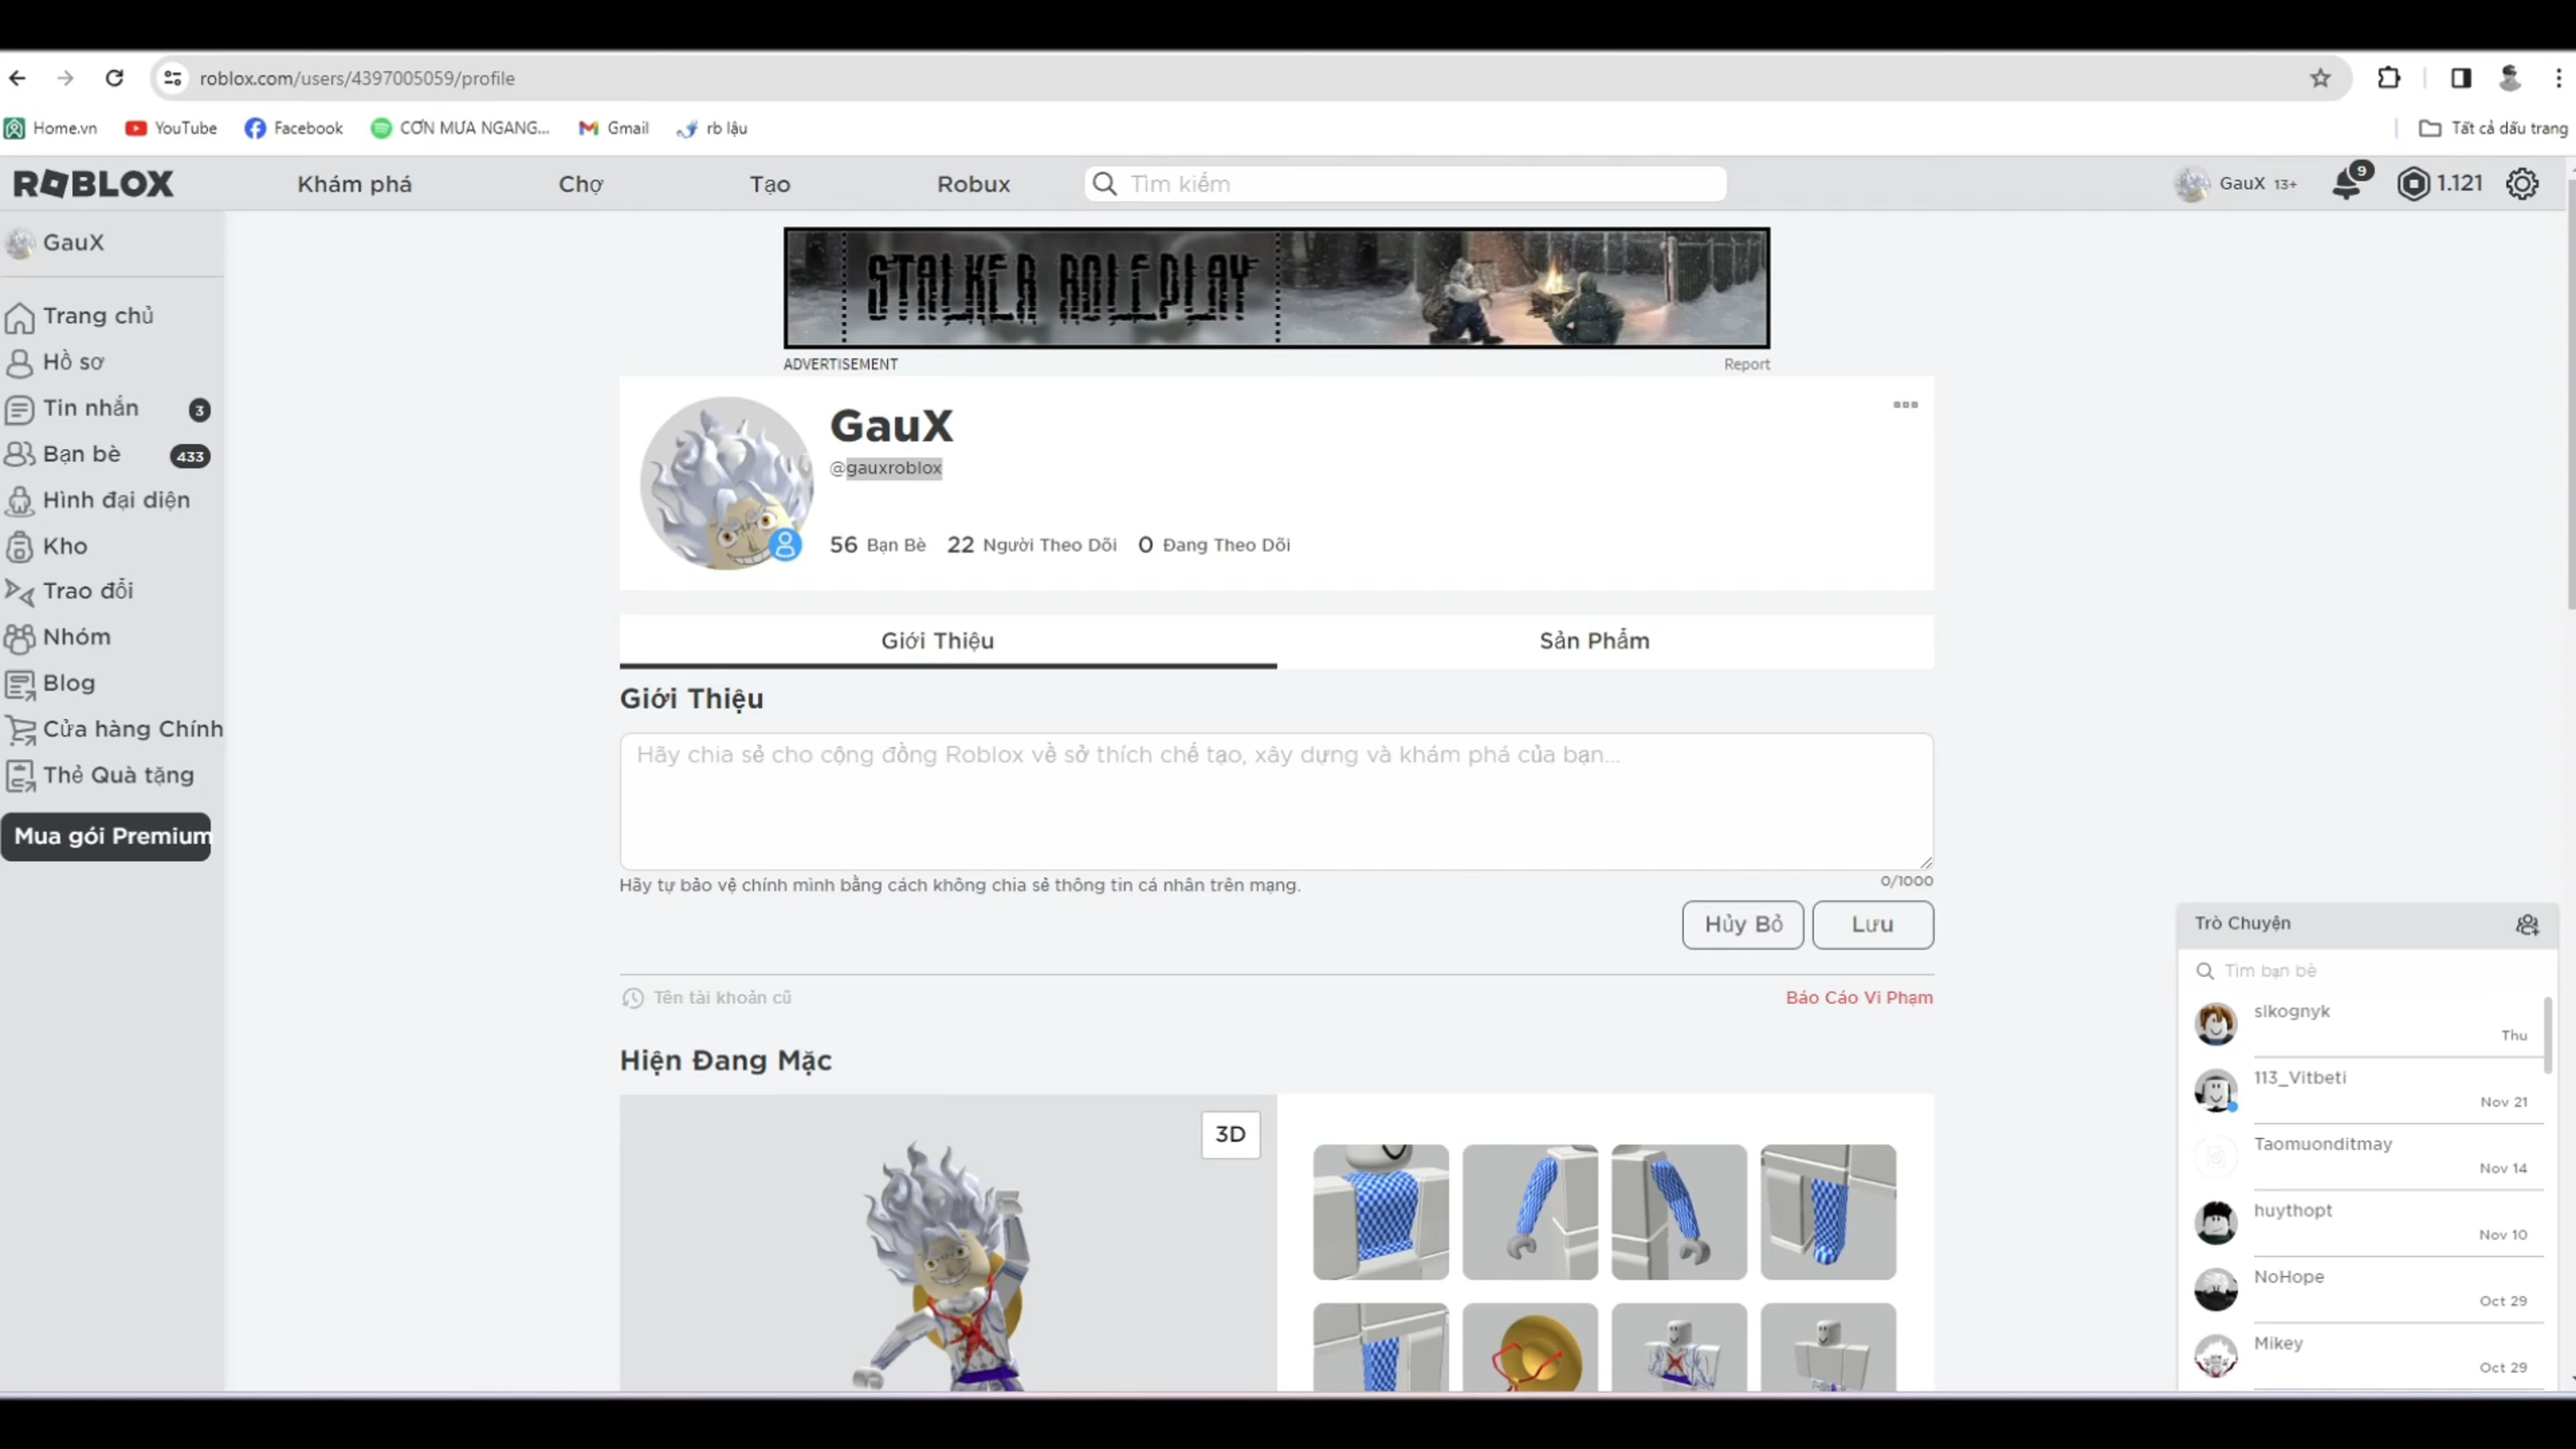 roblox.com/users/4397005059/profile
Home.vn YouTube Facebook CƠN MƯA NGANG... Gmail rb lậu Tất cả dấu trang
ROBLOX Khám phá Chợ Tạo Robux Tìm kiếm GauX 13+ 9 1.121
GauX
Trang chủ
Hồ sơ
Tin nhắn 3
Bạn bè 433
Hình đại diện
Kho
Trao đổi
Nhóm
Blog
Cửa hàng Chính
Thẻ Quà tặng
Mua gói Premium
STALKER ROLEPLAY
ADVERTISEMENT Report
GauX
@gauxroblox
56 Bạn Bè 22 Người Theo Dõi 0 Đang Theo Dõi
Giới Thiệu Sản Phẩm
Giới Thiệu
Hãy chia sẻ cho cộng đồng Roblox về sở thích chế tạo, xây dựng và khám phá của bạn...
Hãy tự bảo vệ chính mình bằng cách không chia sẻ thông tin cá nhân trên mạng. 0/1000
Hủy Bỏ Lưu
Tên tài khoản cũ Báo Cáo Vi Phạm
Hiện Đang Mặc
3D
Trò Chuyện
Tìm bạn bè
slkognyk
Thu
113_Vitbeti
Nov 21
Taomuonditmay
Nov 14
huythopt
Nov 10
NoHope
Oct 29
Mikey
Oct 29